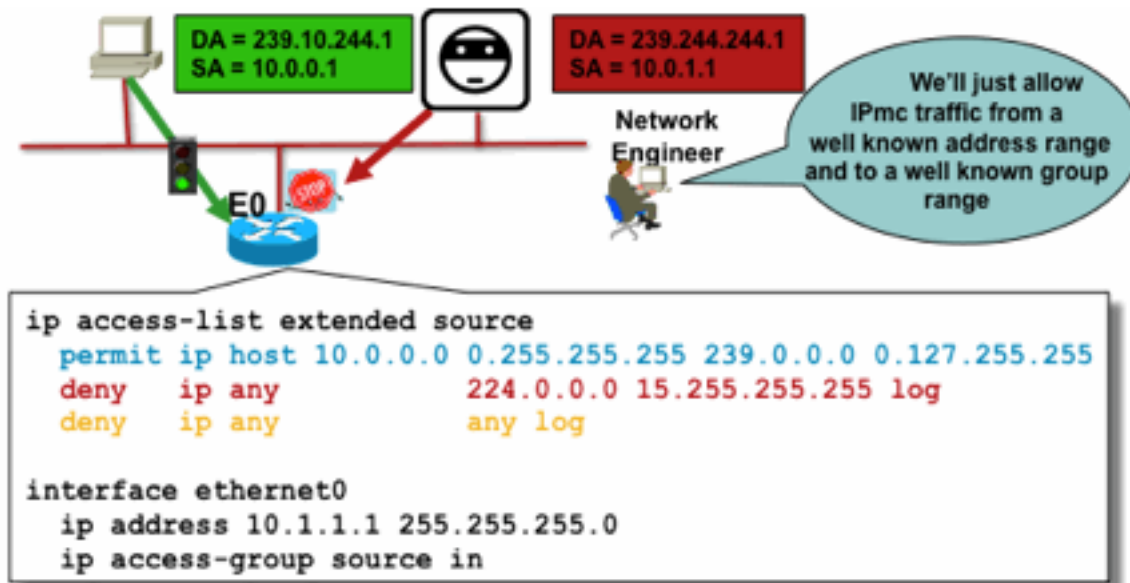 DA = 239.10.244.1
SA = 10.0.0.1
DA = 239.244.244.1
SA = 10.0.1.1
We'll just allow
IPmc traffic from a
well known address range
and to a well known group
range
Network
Engineer
STOP
E0
ip access-list extended source
permit ip host 10.0.0.0 0.255.255.255 239.0.0.0 0.127.255.255
deny ip any 224.0.0.0 15.255.255.255 log
deny ip any any log
interface ethernet0
ip address 10.1.1.1 255.255.255.0
ip access-group source in